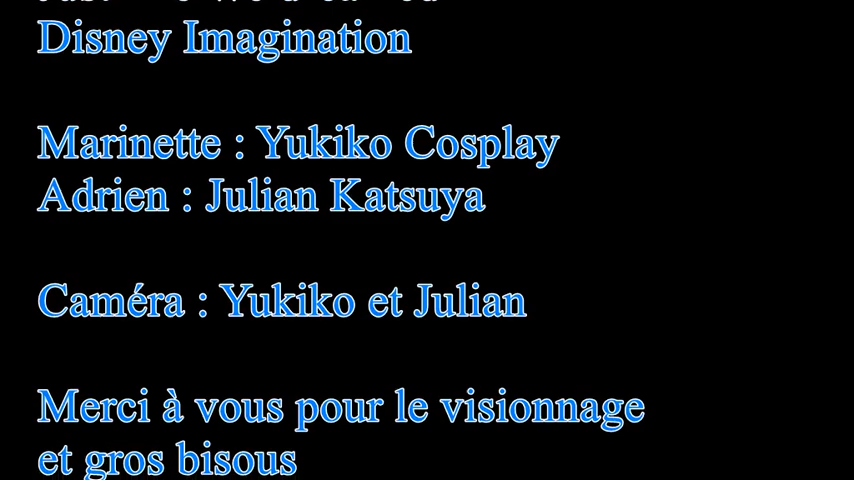 Disney Imagination
Marinette : Yukiko Cosplay
Adrien : Julian Katsuya
Caméra : Yukiko et Julian
Merci à vous pour le visionnage
et gros bisous